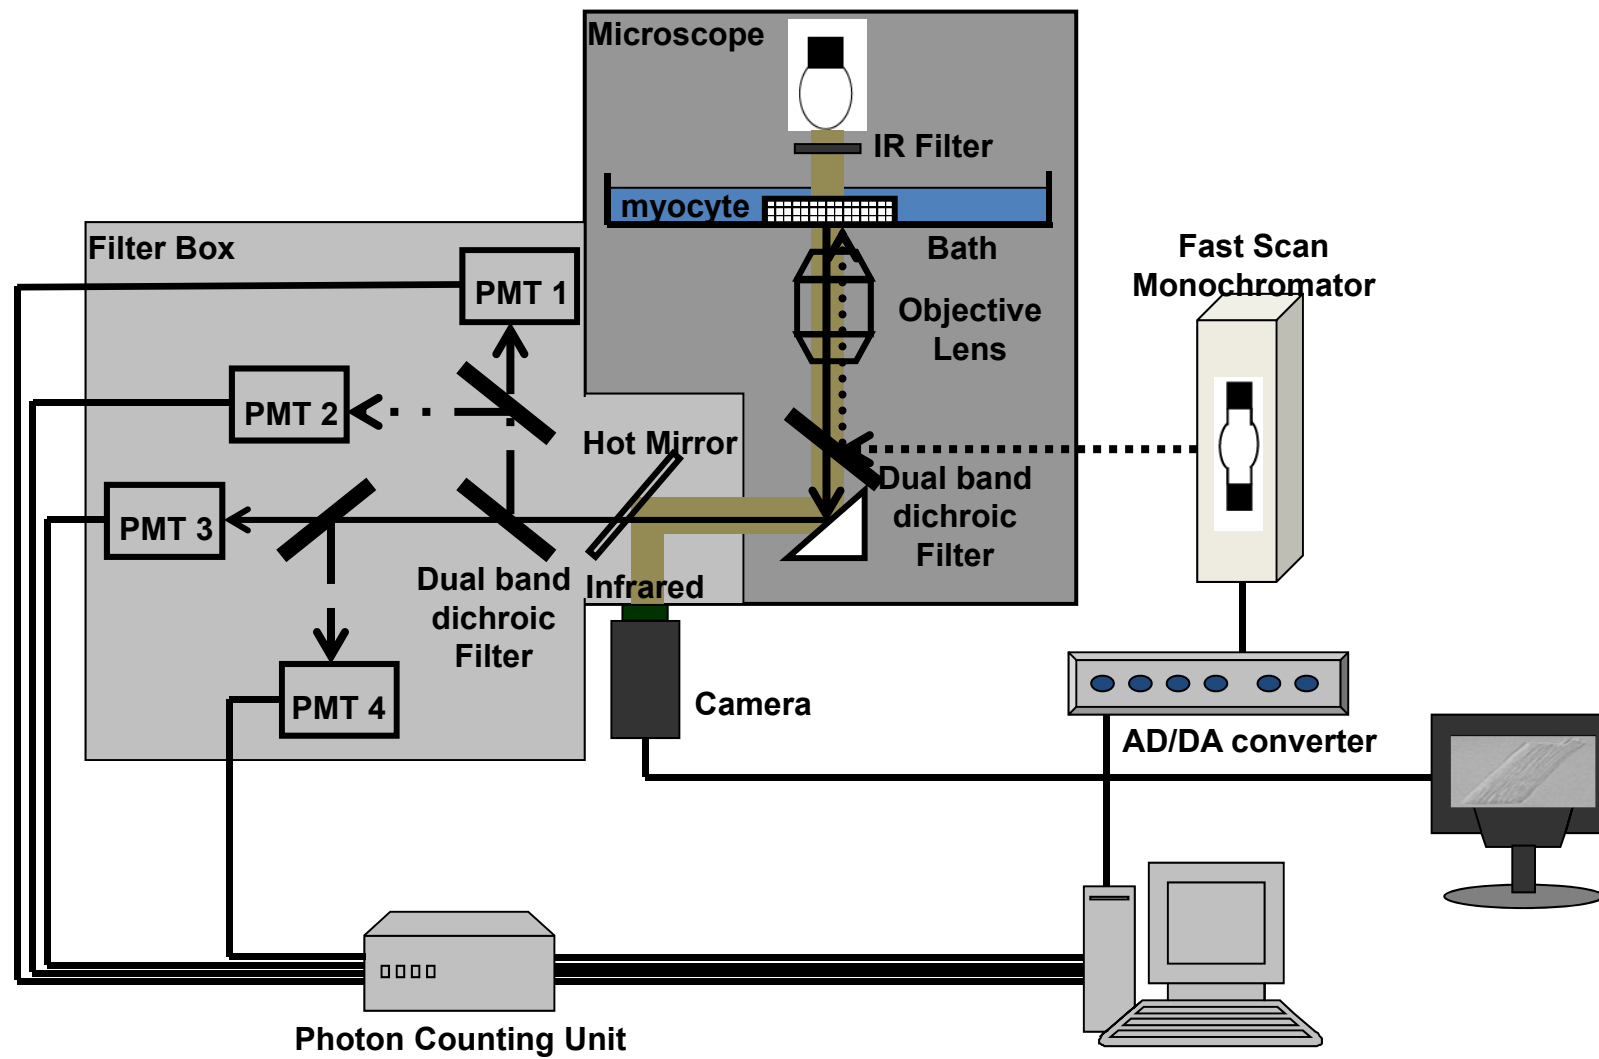 Microscope
IR Filter
myocyte
Bath
Objective
Lens
Filter Box
PMT 1
PMT 2
PMT 3
PMT 4
Hot Mirror
Dual band
dichroic
Filter
Dual band
dichroic
Filter
Infrared
Camera
Fast Scan
Monochromator
AD/DA converter
Photon Counting Unit